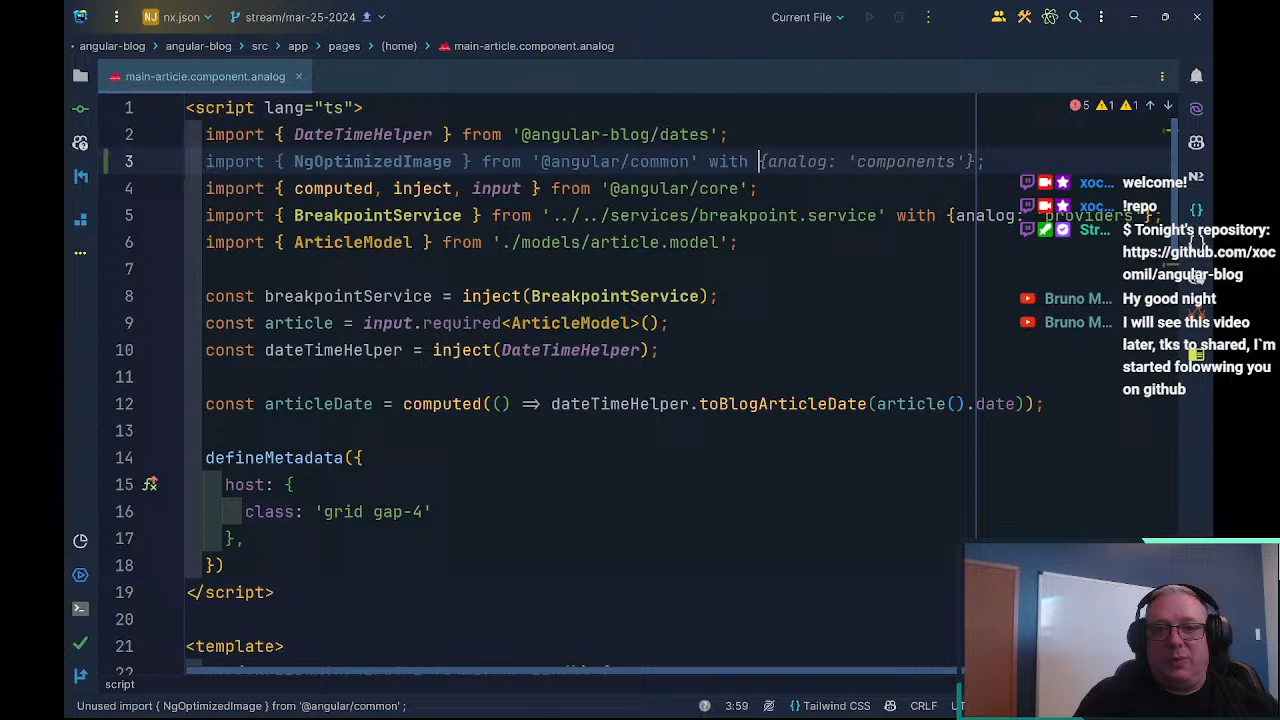 NJ nx.json stream/mar-25-2024 Current File
angular-blog angular-blog src app pages (home) main-article.component.analog
main-article.component.analog
5 1 1
1 <script lang="ts">
2 import { DateTimeHelper } from '@angular-blog/dates';
3 import { NgOptimizedImage } from '@angular/common' with {analog: 'components'};
4 import { computed, inject, input } from '@angular/core';
5 import { BreakpointService } from '../../services/breakpoint.service' with {analog: 'providers'};
6 import { ArticleModel } from './models/article.model';
7
8 const breakpointService = inject(BreakpointService);
9 const article = input.required<ArticleModel>();
10 const dateTimeHelper = inject(DateTimeHelper);
11
12 const articleDate = computed(() => dateTimeHelper.toBlogArticleDate(article().date));
13
14 defineMetadata({
15 host: {
16 class: 'grid gap-4'
17 },
18 })
19 </script>
20
21 <template>
22
xoc... welcome!
xoc... !repo
Str... $ Tonight's repository:
https://github.com/xoc
omil/angular-blog
Bruno M... Hy good night
Bruno M... I will see this video
later, tks to shared, I`m
started folowwing you
on github
script
Unused import { NgOptimizedImage } from '@angular/common' ; 3:59 Tailwind CSS CRLF